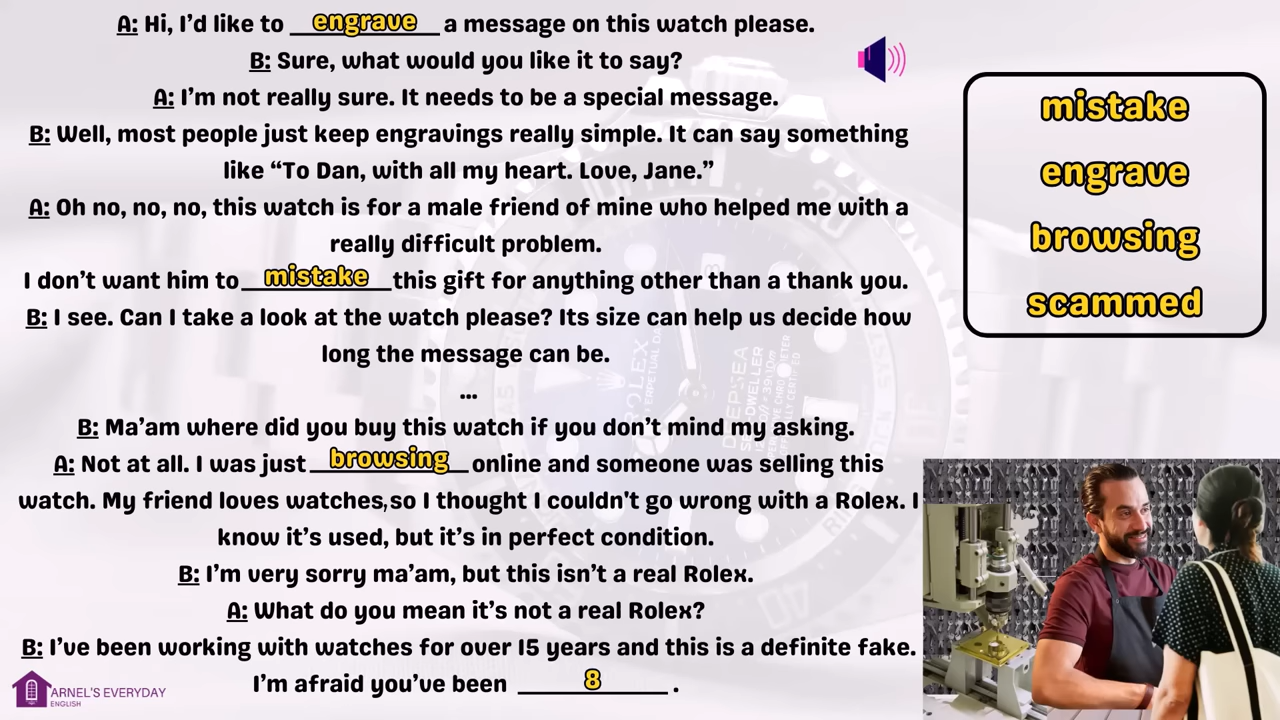 A: Hi, I'd like to engrave a message on this watch please.
B: Sure, what would you like it to say?
A: I'm not really sure. It needs to be a special message.
B: Well, most people just keep engravings really simple. It can say something
like “To Dan, with all my heart. Love, Jane.”
A: Oh no, no, no, this watch is for a male friend of mine who helped me with a
really difficult problem.
I don't want him to mistake this gift for anything other than a thank you.
B: I see. Can I take a look at the watch please? Its size can help us decide how
long the message can be.
...
B: Ma'am where did you buy this watch if you don't mind my asking.
A: Not at all. I was just browsing online and someone was selling this
watch. My friend loves watches,so I thought I couldn't go wrong with a Rolex. I
know it's used, but it's in perfect condition.
B: I'm very sorry ma'am, but this isn't a real Rolex.
A: What do you mean it's not a real Rolex?
B: I've been working with watches for over 15 years and this is a definite fake.
I'm afraid you've been 8 .
mistake
engrave
browsing
scammed
ARNEL'S EVERYDAY
ENGLISH
ROLEX
DEEPSEA